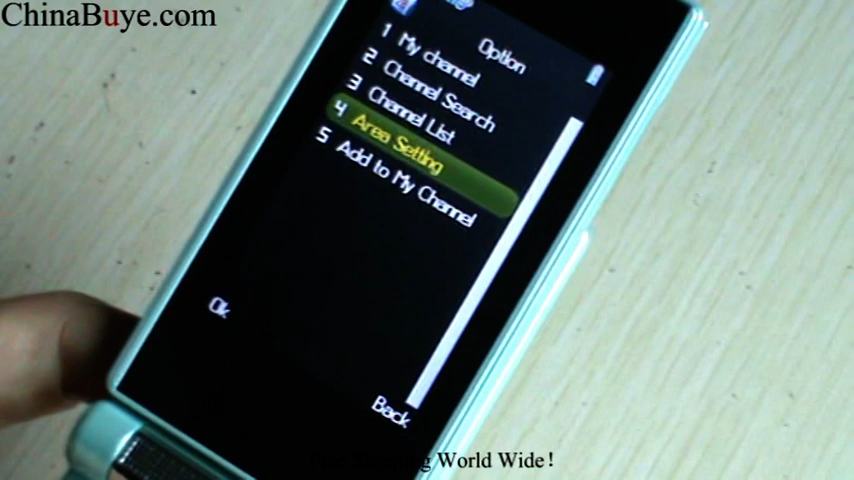 ChinaBuye.com
Option
1 My channel
2 Channel Search
3 Channel List
4 Area Setting
5 Add to My Channel
Ok
Back
World Wide!